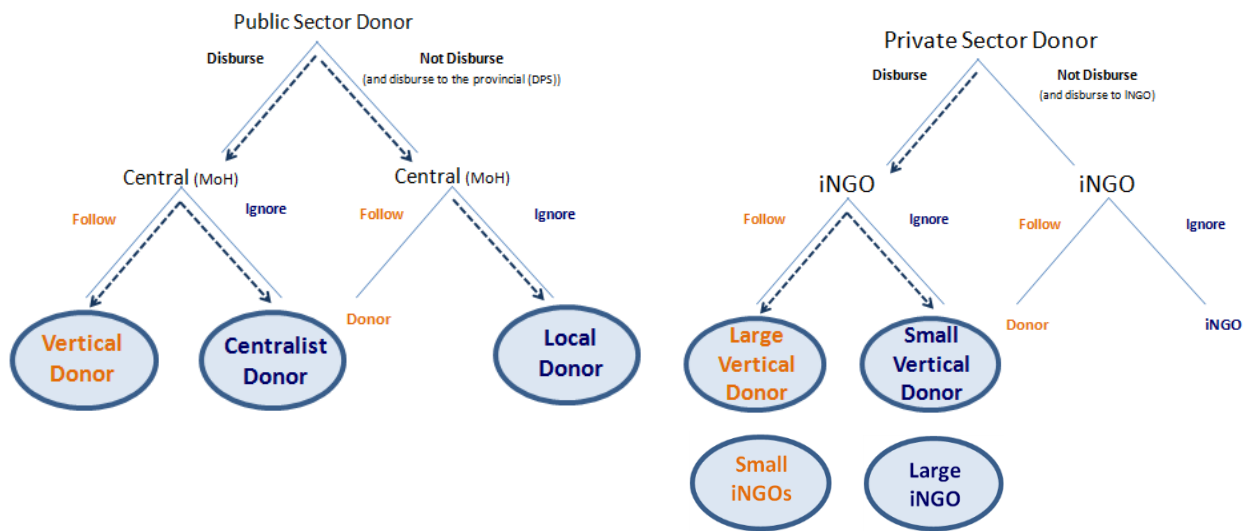 Public Sector Donor
Disburse
Not Disburse
(and disburse to the provincial (DPS))
Central (MoH)
Central (MoH)
Follow
Ignore
Follow
Ignore
Vertical
Donor
Centralist
Donor
Donor
Local
Donor
Private Sector Donor
Disburse
Not Disburse
(and disburse to INGO)
iNGO
iNGO
Follow
Ignore
Follow
Ignore
Large
Vertical
Donor
Small
Vertical
Donor
Donor
iNGO
Small
iNGOs
Large
iNGO